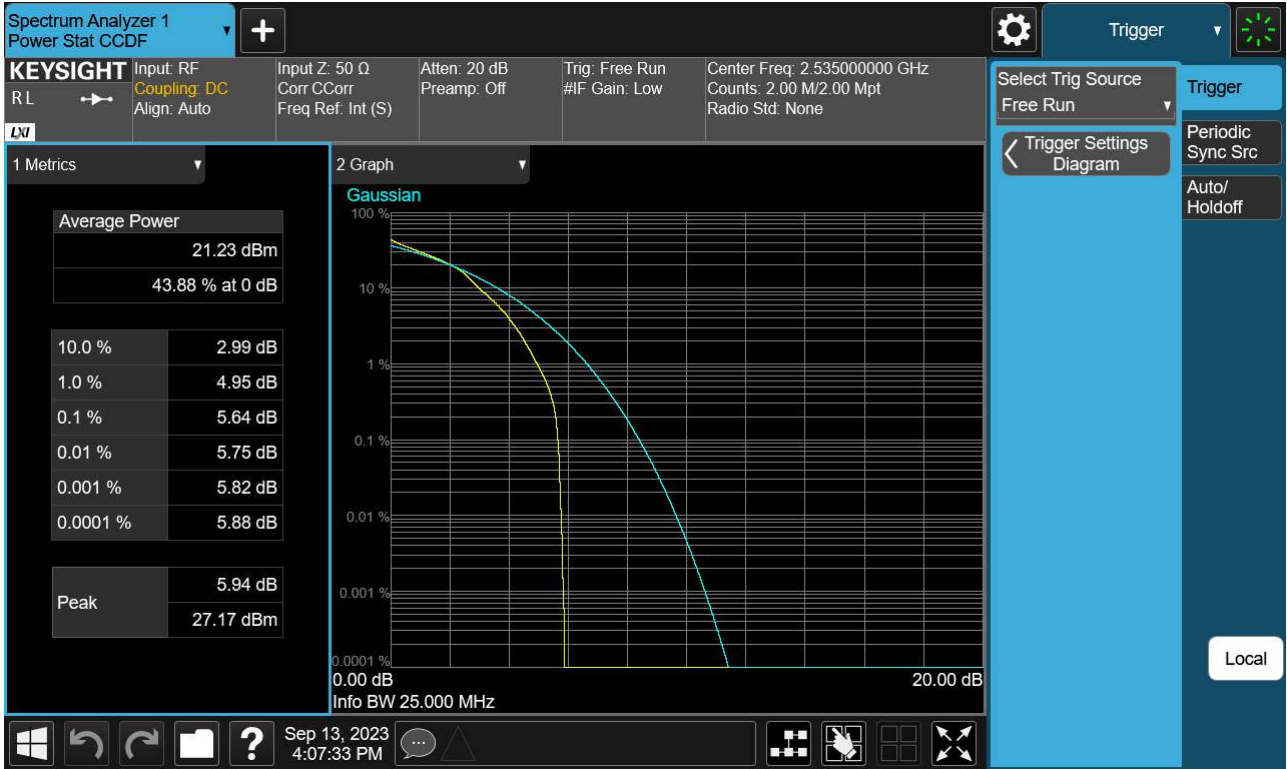 Spectrum Analyzer 1
Power Stat CCDF
+
Trigger
KEYSIGHT
R L
LXI
Input: RF
Coupling: DC
Align: Auto
Input Z: 50 Ω
Corr CCorr
Freq Ref: Int (S)
Atten: 20 dB
Preamp: Off
Trig: Free Run
#IF Gain: Low
Center Freq: 2.535000000 GHz
Counts: 2.00 M/2.00 Mpt
Radio Std: None
Select Trig Source
Free Run
Trigger Settings
Diagram
Trigger
Periodic
Sync Src
Auto/
Holdoff
1 Metrics
Average Power
21.23 dBm
43.88 % at 0 dB
10.0 % 2.99 dB
1.0 % 4.95 dB
0.1 % 5.64 dB
0.01 % 5.75 dB
0.001 % 5.82 dB
0.0001 % 5.88 dB
Peak
5.94 dB
27.17 dBm
2 Graph
Gaussian
100 %
10 %
1 %
0.1 %
0.01 %
0.001 %
0.0001 %
0.00 dB 20.00 dB
Info BW 25.000 MHz
Local
?
Sep 13, 2023
4:07:33 PM